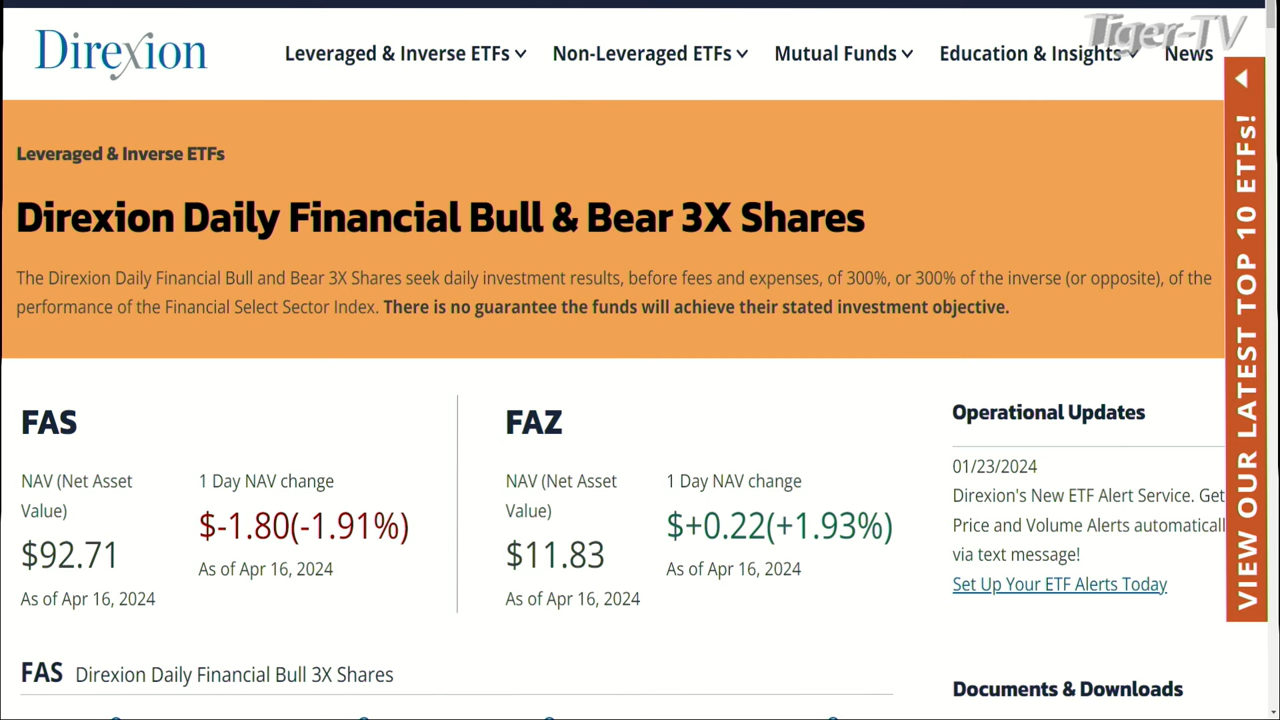 Direxion
Leveraged & Inverse ETFs
Non-Leveraged ETFs
Mutual Funds
Education & Insights
News
Tiger-TV
VIEW OUR LATEST TOP 10 ETFs!
Leveraged & Inverse ETFs
Direxion Daily Financial Bull & Bear 3X Shares
The Direxion Daily Financial Bull and Bear 3X Shares seek daily investment results, before fees and expenses, of 300%, or 300% of the inverse (or opposite), of the
performance of the Financial Select Sector Index. There is no guarantee the funds will achieve their stated investment objective.
FAS
NAV (Net Asset
Value)
$92.71
As of Apr 16, 2024
1 Day NAV change
$-1.80(-1.91%)
As of Apr 16, 2024
FAZ
NAV (Net Asset
Value)
$11.83
As of Apr 16, 2024
1 Day NAV change
$+0.22(+1.93%)
As of Apr 16, 2024
Operational Updates
01/23/2024
Direxion's New ETF Alert Service. Get
Price and Volume Alerts automaticall
via text message!
Set Up Your ETF Alerts Today
FAS Direxion Daily Financial Bull 3X Shares
Documents & Downloads